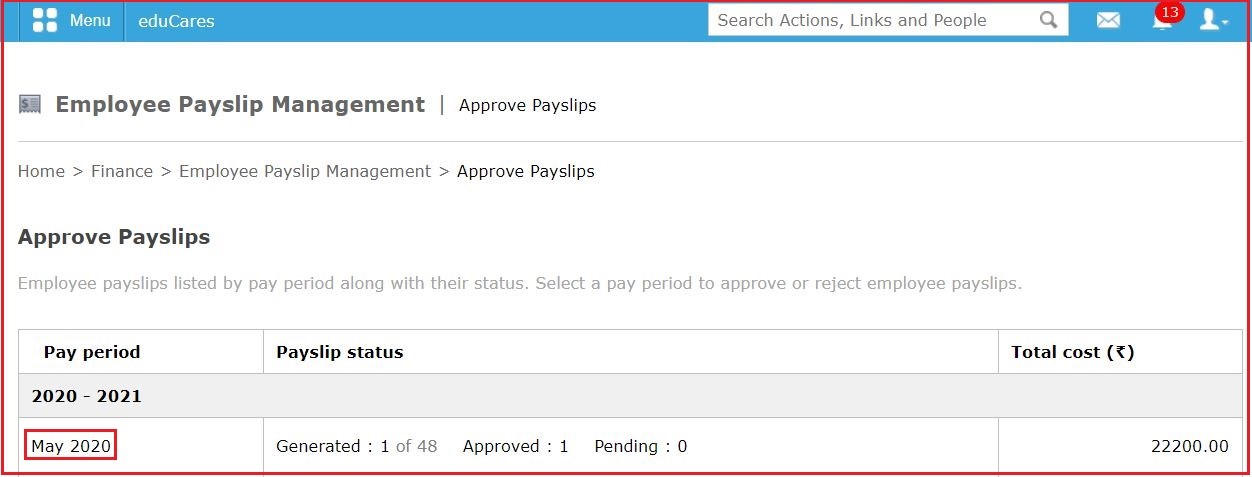 Menu eduCares Search Actions, Links and People 13
Employee Payslip Management | Approve Payslips
Home > Finance > Employee Payslip Management > Approve Payslips
Approve Payslips
Employee payslips listed by pay period along with their status. Select a pay period to approve or reject employee payslips.
Pay period Payslip status Total cost (₹)
2020 - 2021
May 2020 Generated : 1 of 48 Approved : 1 Pending : 0 22200.00